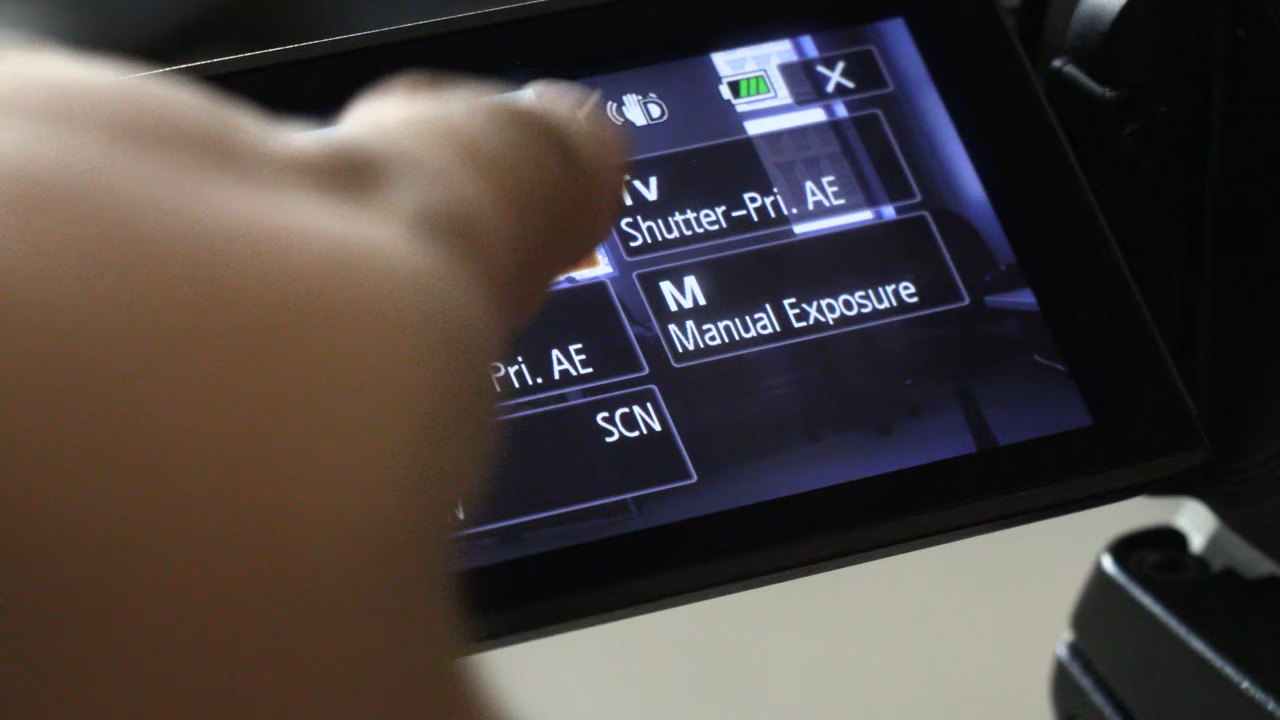 Tv
Shutter-Pri. AE
M
Manual Exposure
Pri. AE
SCN